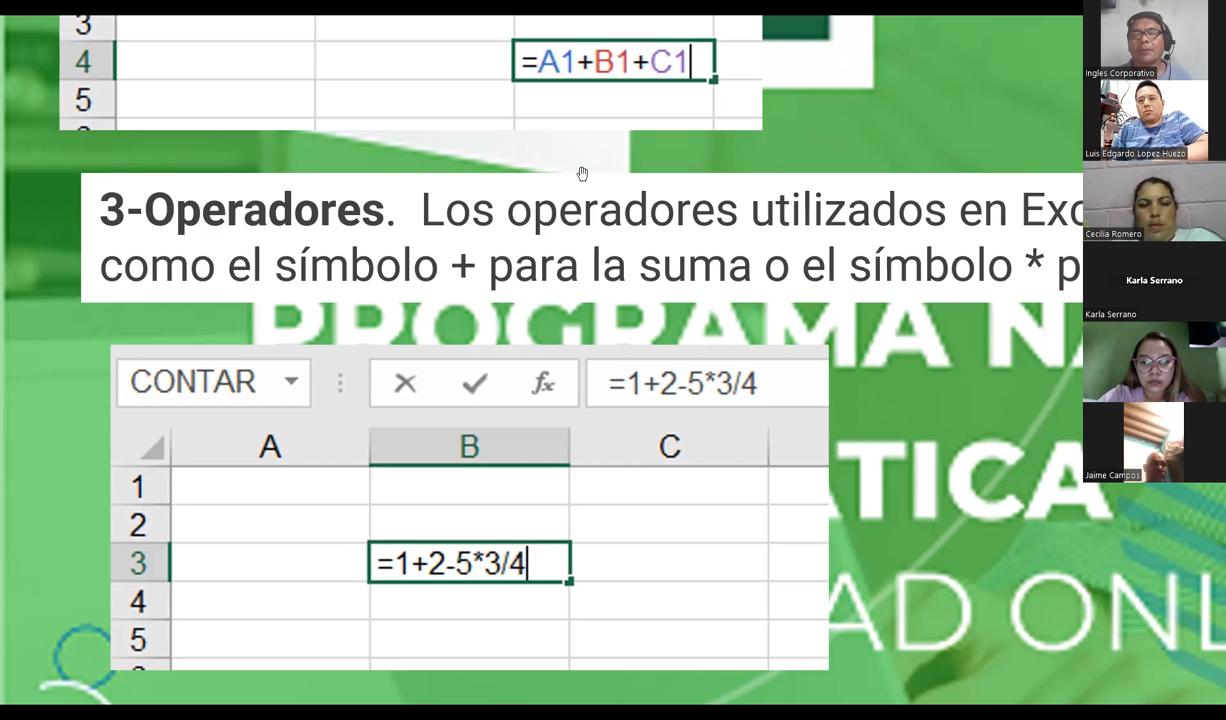 3
4 =A1+B1+C1
5
3-Operadores. Los operadores utilizados en Exc
como el símbolo + para la suma o el símbolo * p
PROGRAMA N
CONTAR fx =1+2-5*3/4
A B C
1
2
3 =1+2-5*3/4
4
5
ÁTICA
AD ONL
Ingles Corporativo
Luis Edgardo Lopez Huezo
Cecilia Romero
Karla Serrano
Karla Serrano
Jaime Campos